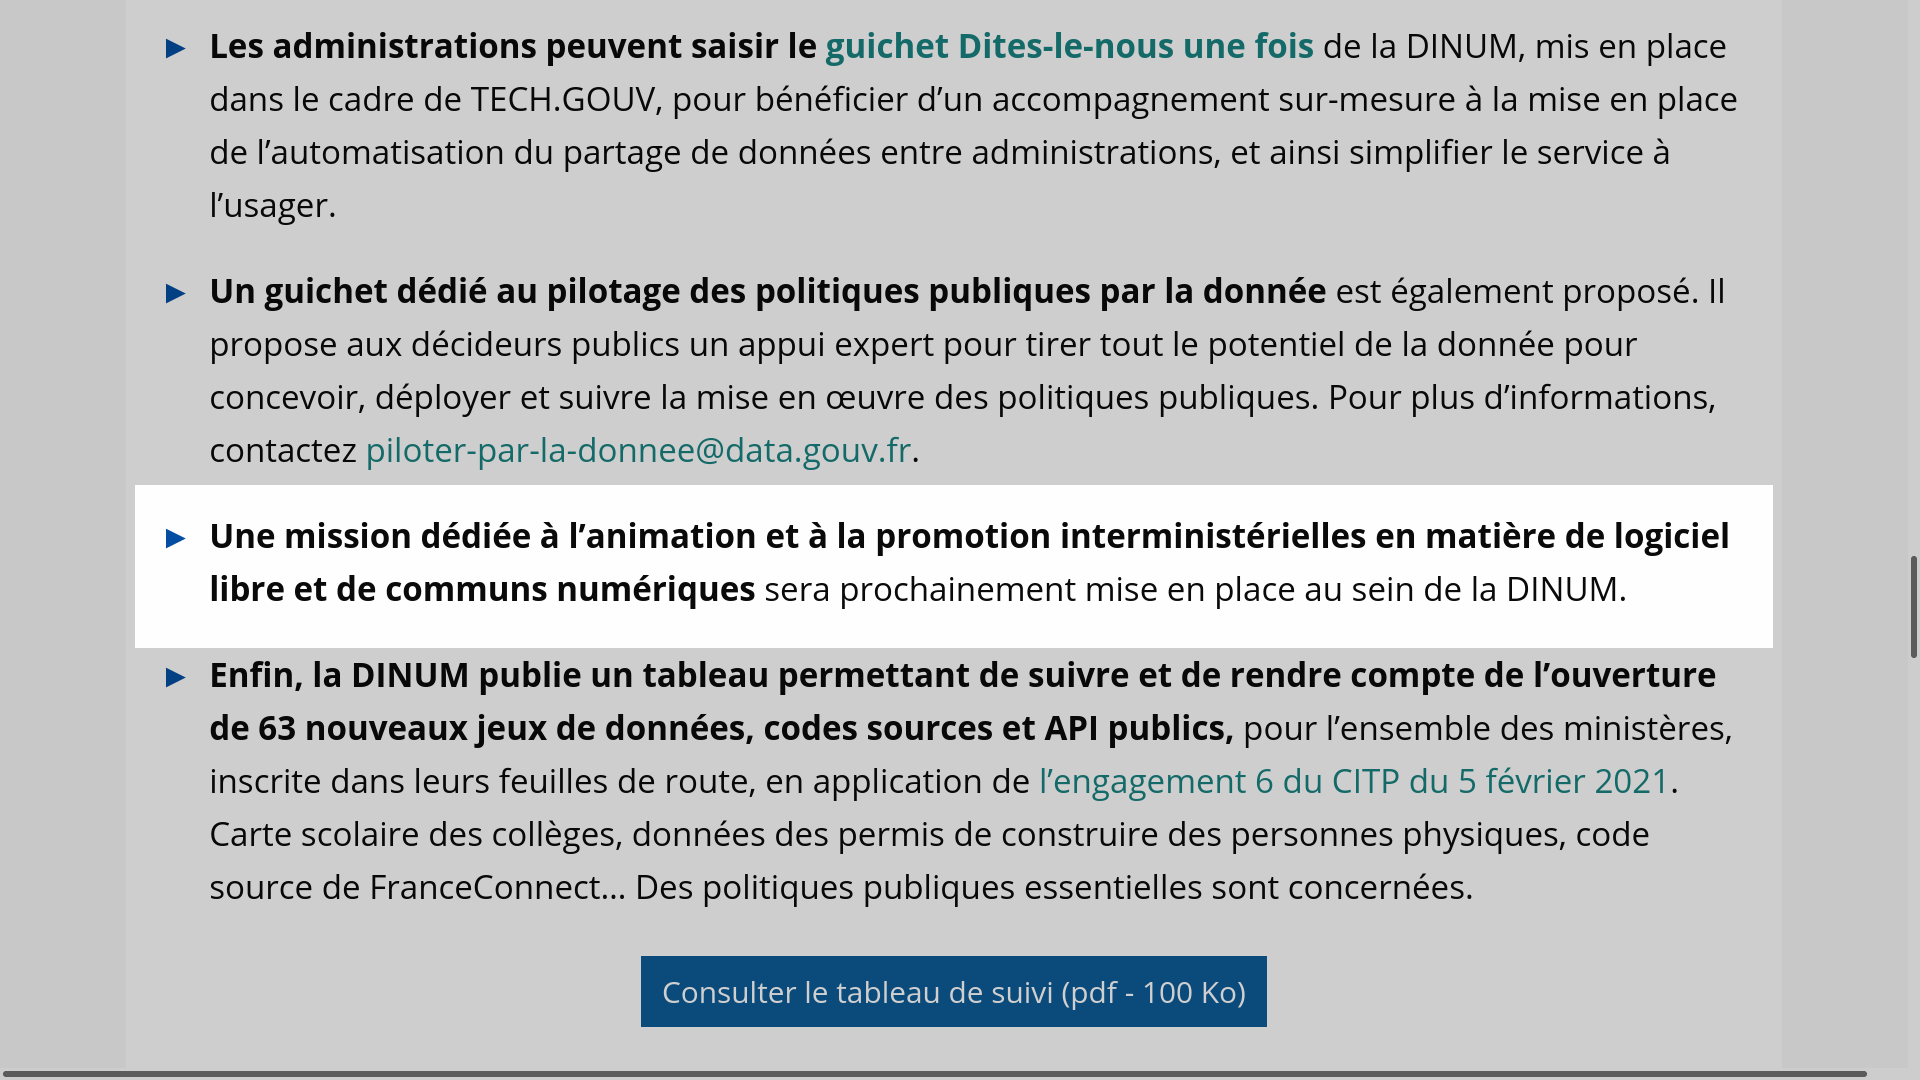 ► Les administrations peuvent saisir le guichet Dites-le-nous une fois de la DINUM, mis en place
dans le cadre de TECH.GOUV, pour bénéficier d’un accompagnement sur-mesure à la mise en place
de l’automatisation du partage de données entre administrations, et ainsi simplifier le service à
l’usager.
► Un guichet dédié au pilotage des politiques publiques par la donnée est également proposé. Il
propose aux décideurs publics un appui expert pour tirer tout le potentiel de la donnée pour
concevoir, déployer et suivre la mise en œuvre des politiques publiques. Pour plus d’informations,
contactez piloter-par-la-donnee@data.gouv.fr.
► Une mission dédiée à l’animation et à la promotion interministérielles en matière de logiciel
libre et de communs numériques sera prochainement mise en place au sein de la DINUM.
► Enfin, la DINUM publie un tableau permettant de suivre et de rendre compte de l’ouverture
de 63 nouveaux jeux de données, codes sources et API publics, pour l’ensemble des ministères,
inscrite dans leurs feuilles de route, en application de l’engagement 6 du CITP du 5 février 2021.
Carte scolaire des collèges, données des permis de construire des personnes physiques, code
source de FranceConnect... Des politiques publiques essentielles sont concernées.
Consulter le tableau de suivi (pdf - 100 Ko)